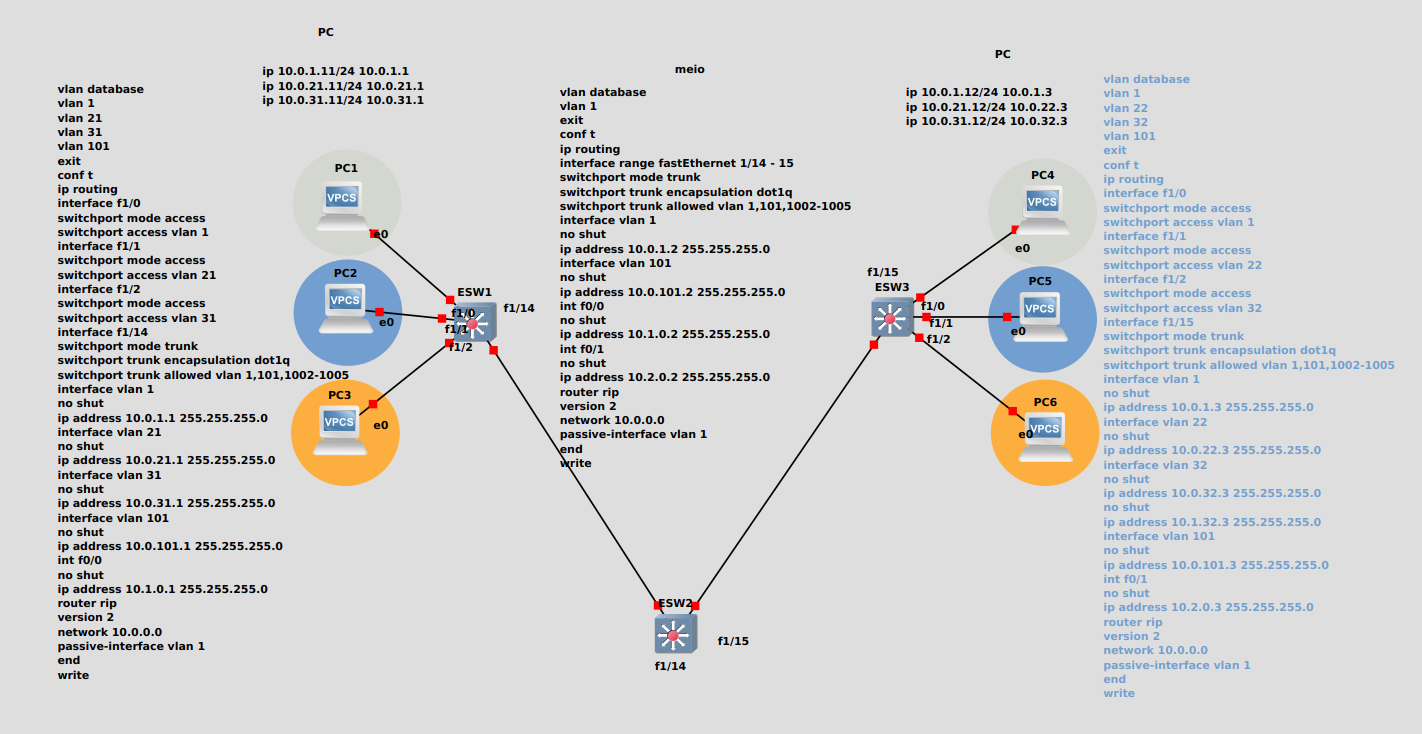 PC
ip 10.0.1.11/24 10.0.1.1
ip 10.0.21.11/24 10.0.21.1
ip 10.0.31.11/24 10.0.31.1
vlan database
vlan 1
vlan 21
vlan 31
vlan 101
exit
conf t
ip routing
interface f1/0
switchport mode access
switchport access vlan 1
interface f1/1
switchport mode access
switchport access vlan 21
interface f1/2
switchport mode access
switchport access vlan 31
interface f1/14
switchport mode trunk
switchport trunk encapsulation dot1q
switchport trunk allowed vlan 1,101,1002-1005
interface vlan 1
no shut
ip address 10.0.1.1 255.255.255.0
interface vlan 21
no shut
ip address 10.0.21.1 255.255.255.0
interface vlan 31
no shut
ip address 10.0.31.1 255.255.255.0
interface vlan 101
no shut
ip address 10.0.101.1 255.255.255.0
int f0/0
no shut
ip address 10.1.0.1 255.255.255.0
router rip
version 2
network 10.0.0.0
passive-interface vlan 1
end
write
PC1
VPCS
e0
PC2
VPCS
e0
PC3
VPCS
e0
ESW1
f1/14
f1/0
f1/1
f1/2
meio
vlan database
vlan 1
exit
conf t
ip routing
interface range fastEthernet 1/14 - 15
switchport mode trunk
switchport trunk encapsulation dot1q
switchport trunk allowed vlan 1,101,1002-1005
interface vlan 1
no shut
ip address 10.0.1.2 255.255.255.0
interface vlan 101
no shut
ip address 10.0.101.2 255.255.255.0
int f0/0
no shut
ip address 10.1.0.2 255.255.255.0
int f0/1
no shut
ip address 10.2.0.2 255.255.255.0
router rip
version 2
network 10.0.0.0
passive-interface vlan 1
end
write
ESW2
f1/15
f1/14
PC
ip 10.0.1.12/24 10.0.1.3
ip 10.0.21.12/24 10.0.22.3
ip 10.0.31.12/24 10.0.32.3
f1/15
ESW3
f1/0
f1/1
f1/2
PC4
VPCS
e0
PC5
VPCS
e0
PC6
VPCS
e0
vlan database
vlan 1
vlan 22
vlan 32
vlan 101
exit
conf t
ip routing
interface f1/0
switchport mode access
switchport access vlan 1
interface f1/1
switchport mode access
switchport access vlan 22
interface f1/2
switchport mode access
switchport access vlan 32
interface f1/15
switchport mode trunk
switchport trunk encapsulation dot1q
switchport trunk allowed vlan 1,101,1002-1005
interface vlan 1
no shut
ip address 10.0.1.3 255.255.255.0
interface vlan 22
no shut
ip address 10.0.22.3 255.255.255.0
interface vlan 32
no shut
ip address 10.0.32.3 255.255.255.0
no shut
ip address 10.1.32.3 255.255.255.0
interface vlan 101
no shut
ip address 10.0.101.3 255.255.255.0
int f0/1
no shut
ip address 10.2.0.3 255.255.255.0
router rip
version 2
network 10.0.0.0
passive-interface vlan 1
end
write